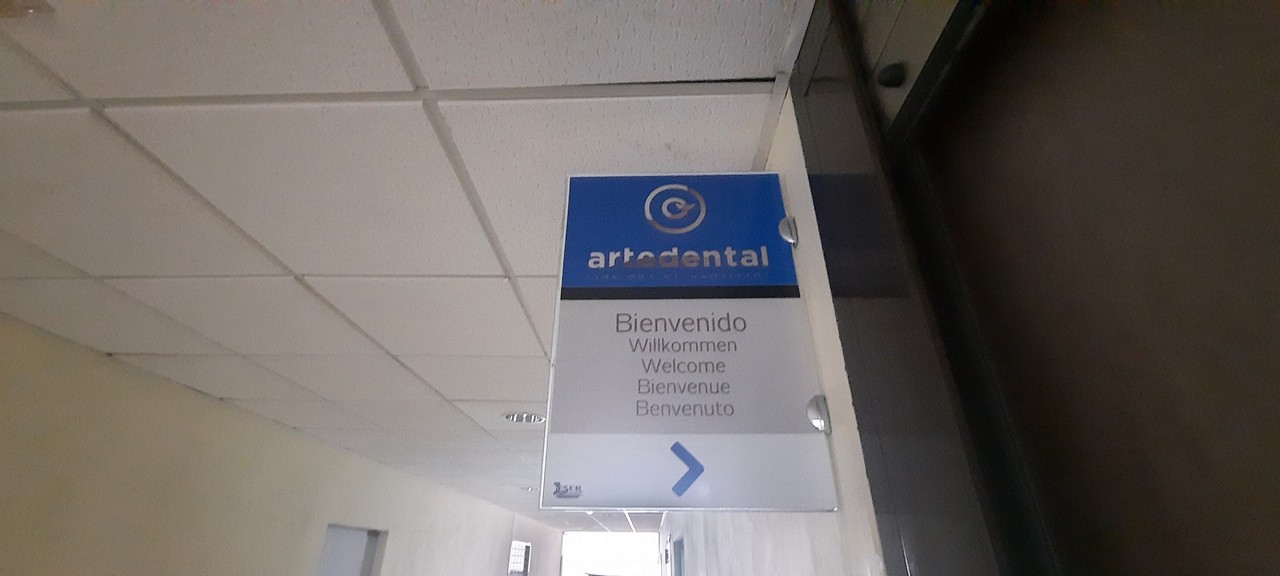 artedental
Bienvenido
Willkommen
Welcome
Bienvenue
Benvenuto